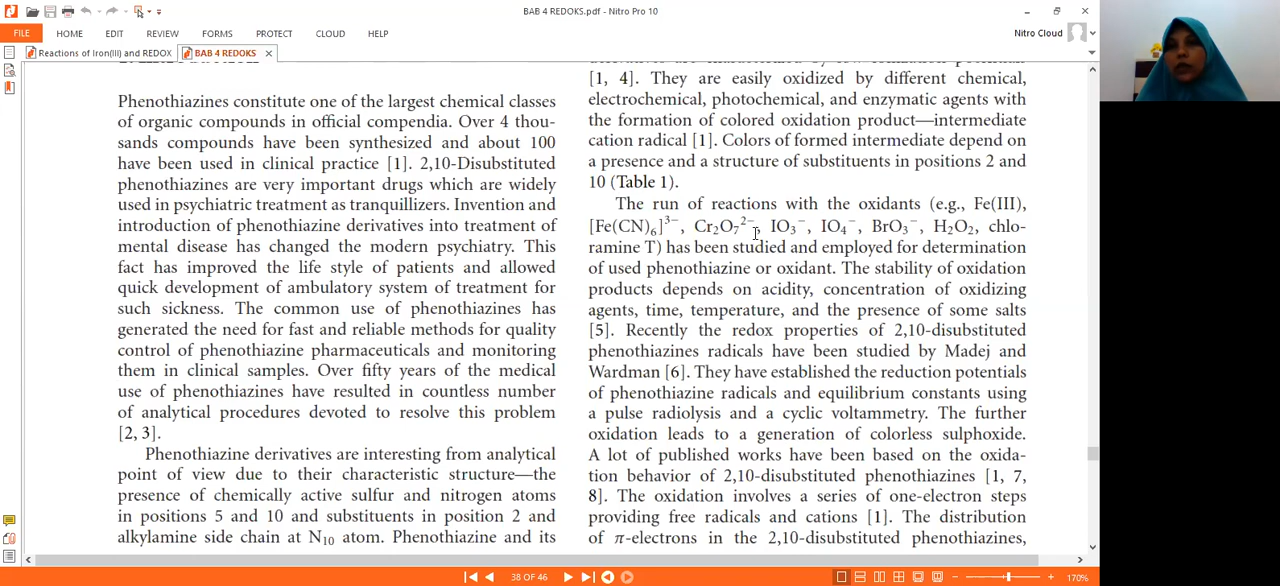 BAB 4 REDOKS.pdf - Nitro Pro 10
FILE
HOME
EDIT
REVIEW
FORMS
PROTECT
CLOUD
HELP
Nitro Cloud
Reactions of Iron(III) and REDOX
BAB 4 REDOKS
Phenothiazines constitute one of the largest chemical classes
of organic compounds in official compendia. Over 4 thou-
sands compounds have been synthesized and about 100
have been used in clinical practice [1]. 2,10-Disubstituted
phenothiazines are very important drugs which are widely
used in psychiatric treatment as tranquillizers. Invention and
introduction of phenothiazine derivatives into treatment of
mental disease has changed the modern psychiatry. This
fact has improved the life style of patients and allowed
quick development of ambulatory system of treatment for
such sickness. The common use of phenothiazines has
generated the need for fast and reliable methods for quality
control of phenothiazine pharmaceuticals and monitoring
them in clinical samples. Over fifty years of the medical
use of phenothiazines have resulted in countless number
of analytical procedures devoted to resolve this problem
[2, 3].
Phenothiazine derivatives are interesting from analytical
point of view due to their characteristic structure—the
presence of chemically active sulfur and nitrogen atoms
in positions 5 and 10 and substituents in position 2 and
alkylamine side chain at N₁₀ atom. Phenothiazine and its
[1, 4]. They are easily oxidized by different chemical,
electrochemical, photochemical, and enzymatic agents with
the formation of colored oxidation product—intermediate
cation radical [1]. Colors of formed intermediate depend on
a presence and a structure of substituents in positions 2 and
10 (Table 1).
The run of reactions with the oxidants (e.g., Fe(III),
[Fe(CN)₆]³⁻, Cr₂O₇²⁻, IO₃⁻, IO₄⁻, BrO₃⁻, H₂O₂, chlo-
ramine T) has been studied and employed for determination
of used phenothiazine or oxidant. The stability of oxidation
products depends on acidity, concentration of oxidizing
agents, time, temperature, and the presence of some salts
[5]. Recently the redox properties of 2,10-disubstituted
phenothiazines radicals have been studied by Madej and
Wardman [6]. They have established the reduction potentials
of phenothiazine radicals and equilibrium constants using
a pulse radiolysis and a cyclic voltammetry. The further
oxidation leads to a generation of colorless sulphoxide.
A lot of published works have been based on the oxida-
tion behavior of 2,10-disubstituted phenothiazines [1, 7,
8]. The oxidation involves a series of one-electron steps
providing free radicals and cations [1]. The distribution
of π-electrons in the 2,10-disubstituted phenothiazines,
38 OF 46
170%